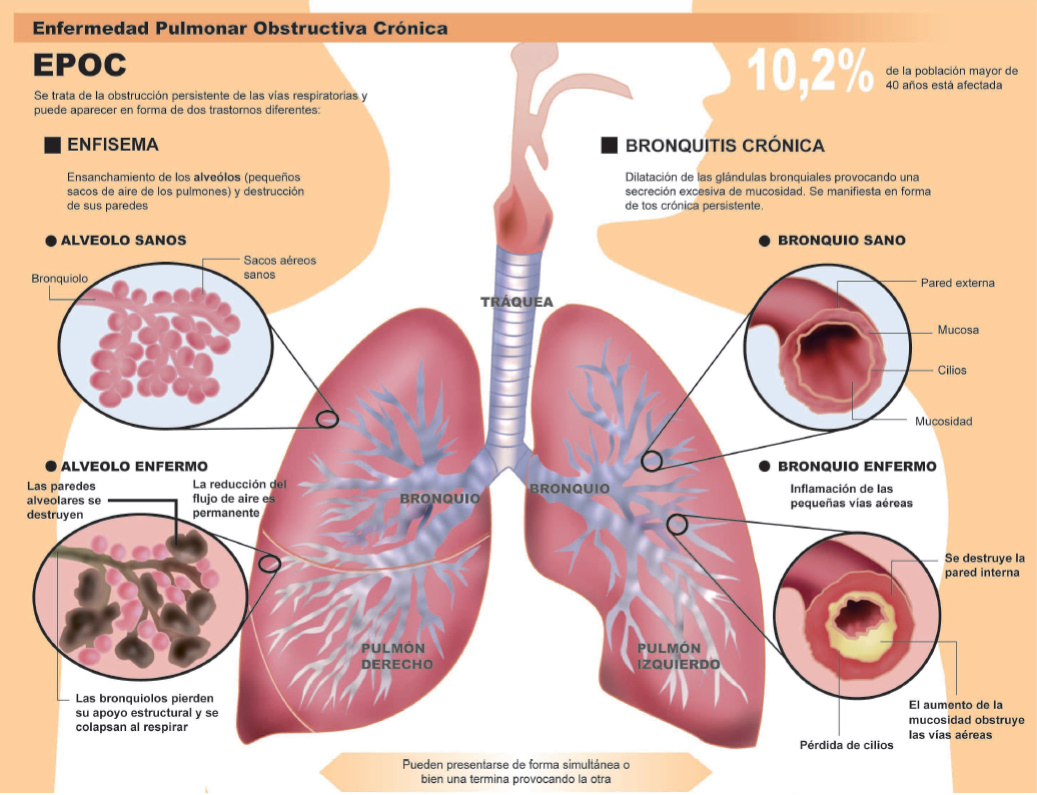 Enfermedad Pulmonar Obstructiva Crónica
EPOC
Se trata de la obstrucción persistente de las vías respiratorias y
puede aparecer en forma de dos trastornos diferentes:
10,2%
de la población mayor de
40 años está afectada
ENFISEMA
Ensanchamiento de los alveólos (pequeños
sacos de aire de los pulmones) y destrucción
de sus paredes
BRONQUITIS CRÓNICA
Dilatación de las glándulas bronquiales provocando una
secreción excesiva de mucosidad. Se manifiesta en forma
de tos crónica persistente.
ALVEOLO SANOS
Bronquiolo
Sacos aéreos
sanos
TRÁQUEA
BRONQUIO SANO
Pared externa
Mucosa
Cilios
Mucosidad
ALVEOLO ENFERMO
Las paredes
alveolares se
destruyen
La reducción del
flujo de aire es
permanente
BRONQUIO
BRONQUIO
BRONQUIO ENFERMO
Inflamación de las
pequeñas vías aéreas
Se destruye la
pared interna
PULMÓN
DERECHO
PULMÓN
IZQUIERDO
Las bronquiolos pierden
su apoyo estructural y se
colapsan al respirar
El aumento de la
mucosidad obstruye
las vías aéreas
Pérdida de cilios
Pueden presentarse de forma simultánea o
bien una termina provocando la otra